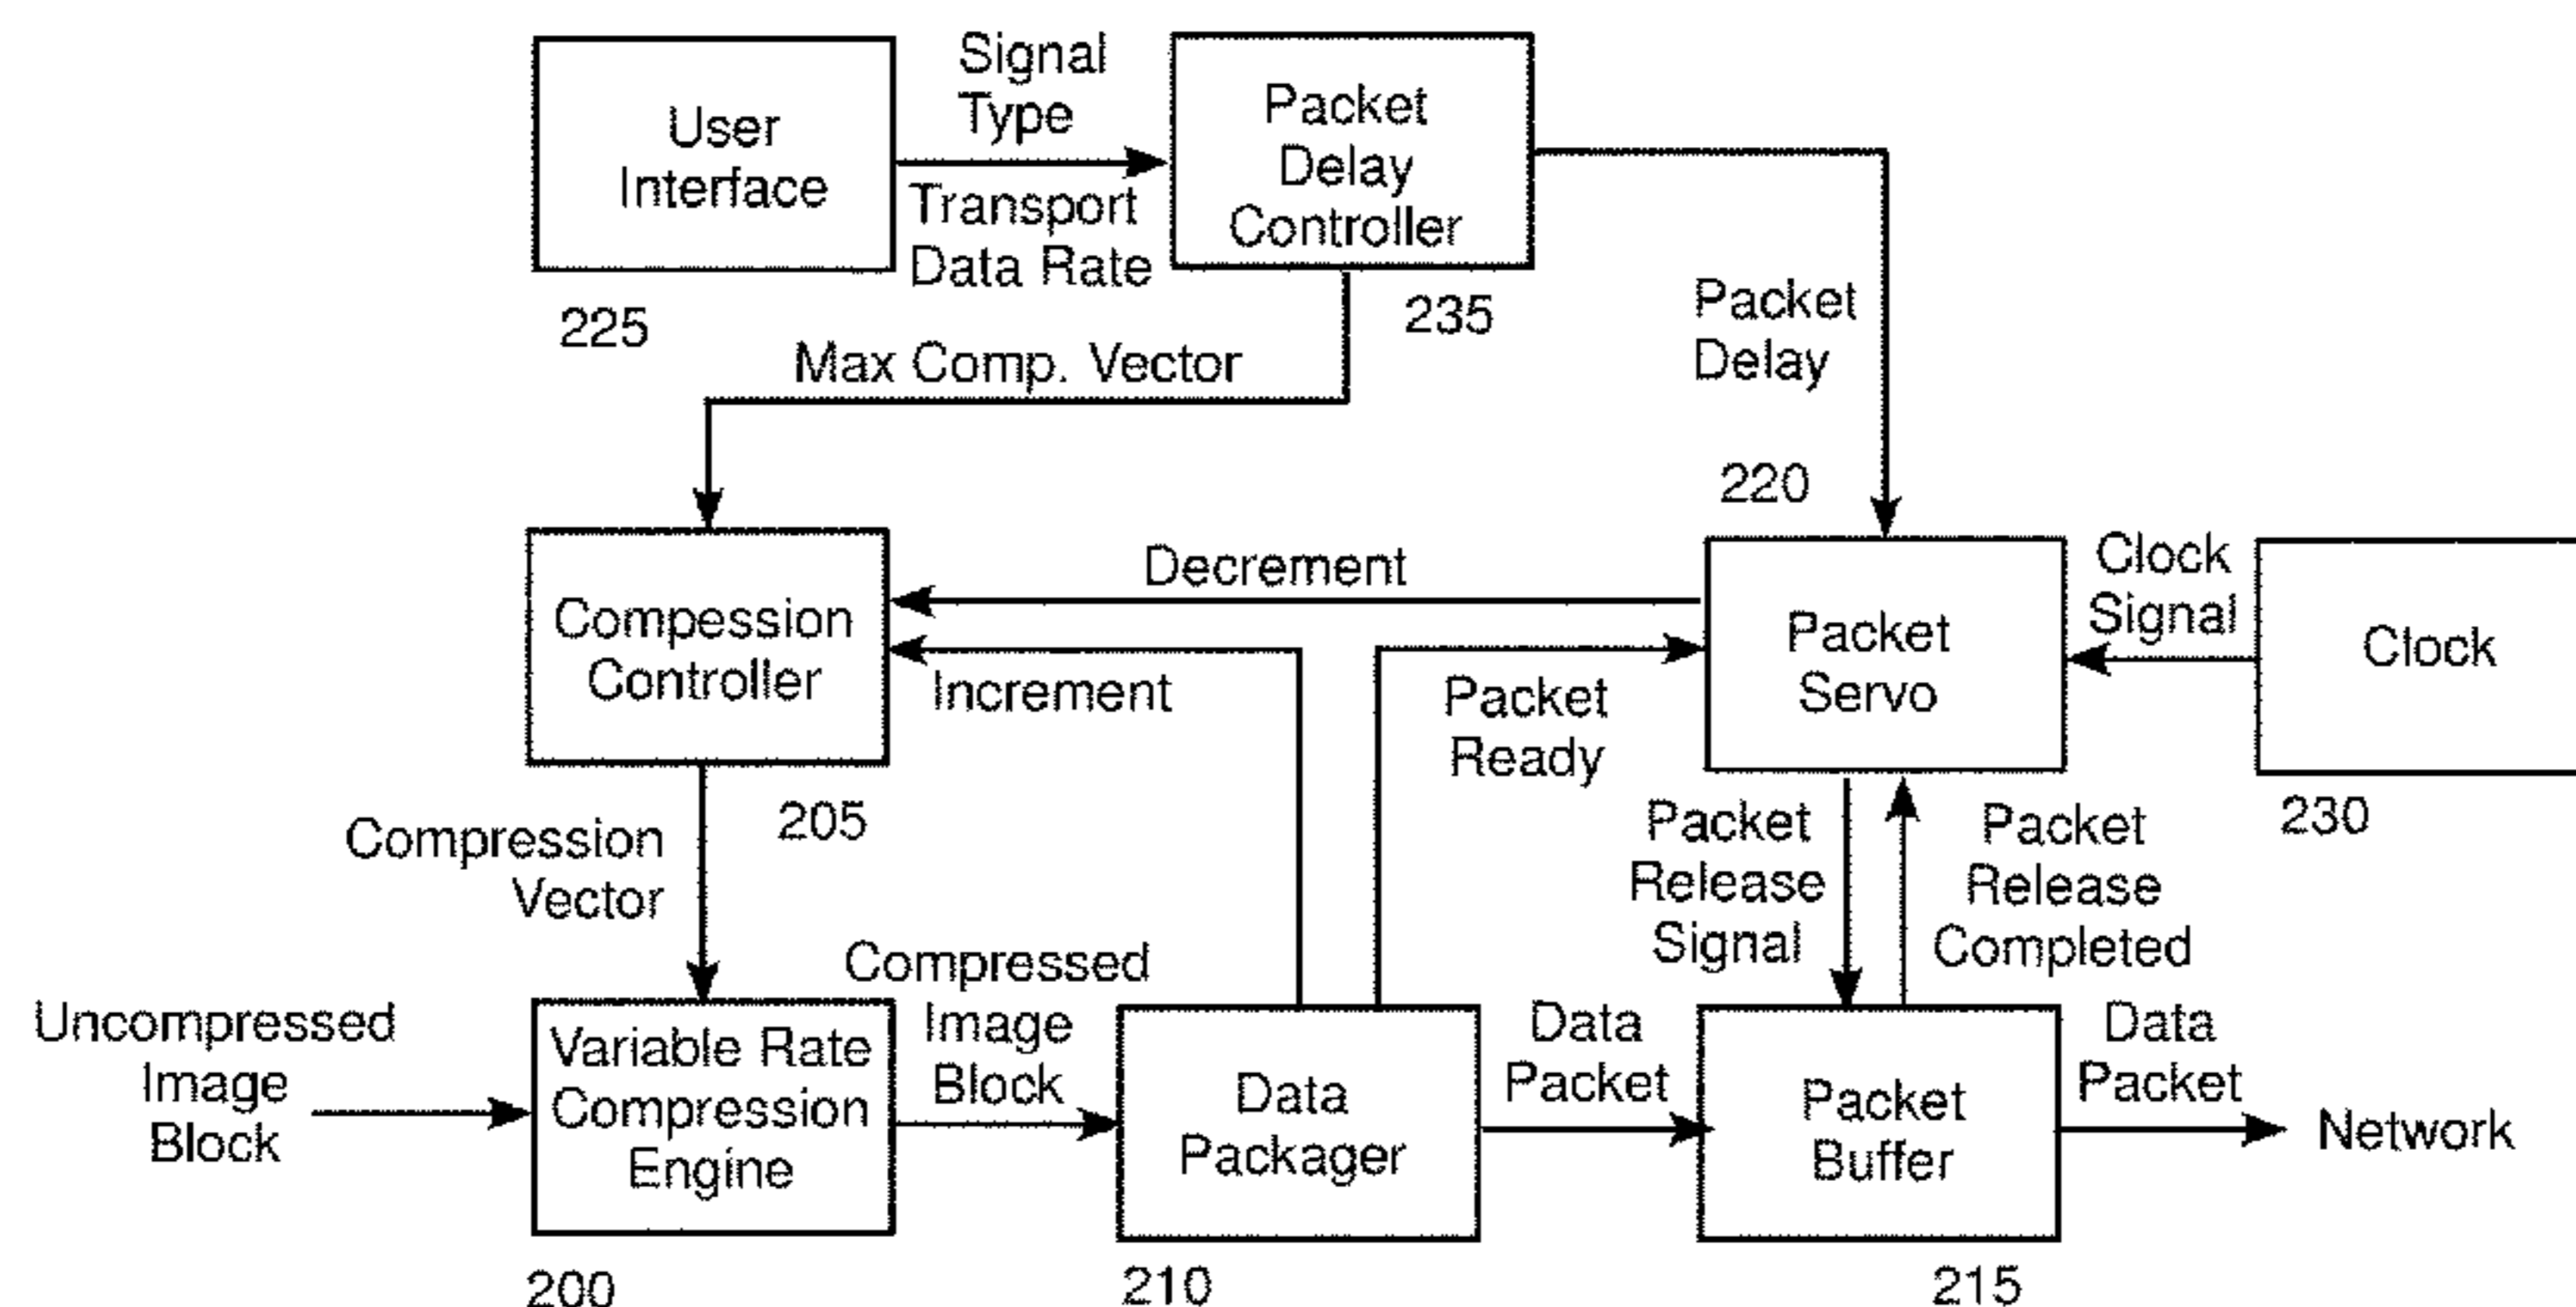 User
Interface
225
Signal
Type
Transport
Data Rate
Packet
Delay
Controller
235
Max Comp. Vector
Packet
Delay
220
Compession
Controller
205
Decrement
Increment
Packet
Ready
Packet
Servo
Clock
Signal
Clock
230
Compression
Vector
Packet
Release
Signal
Packet
Release
Completed
Uncompressed
Image
Block
Variable Rate
Compression
Engine
200
Compressed
Image
Block
Data
Packager
210
Data
Packet
Packet
Buffer
215
Data
Packet
Network